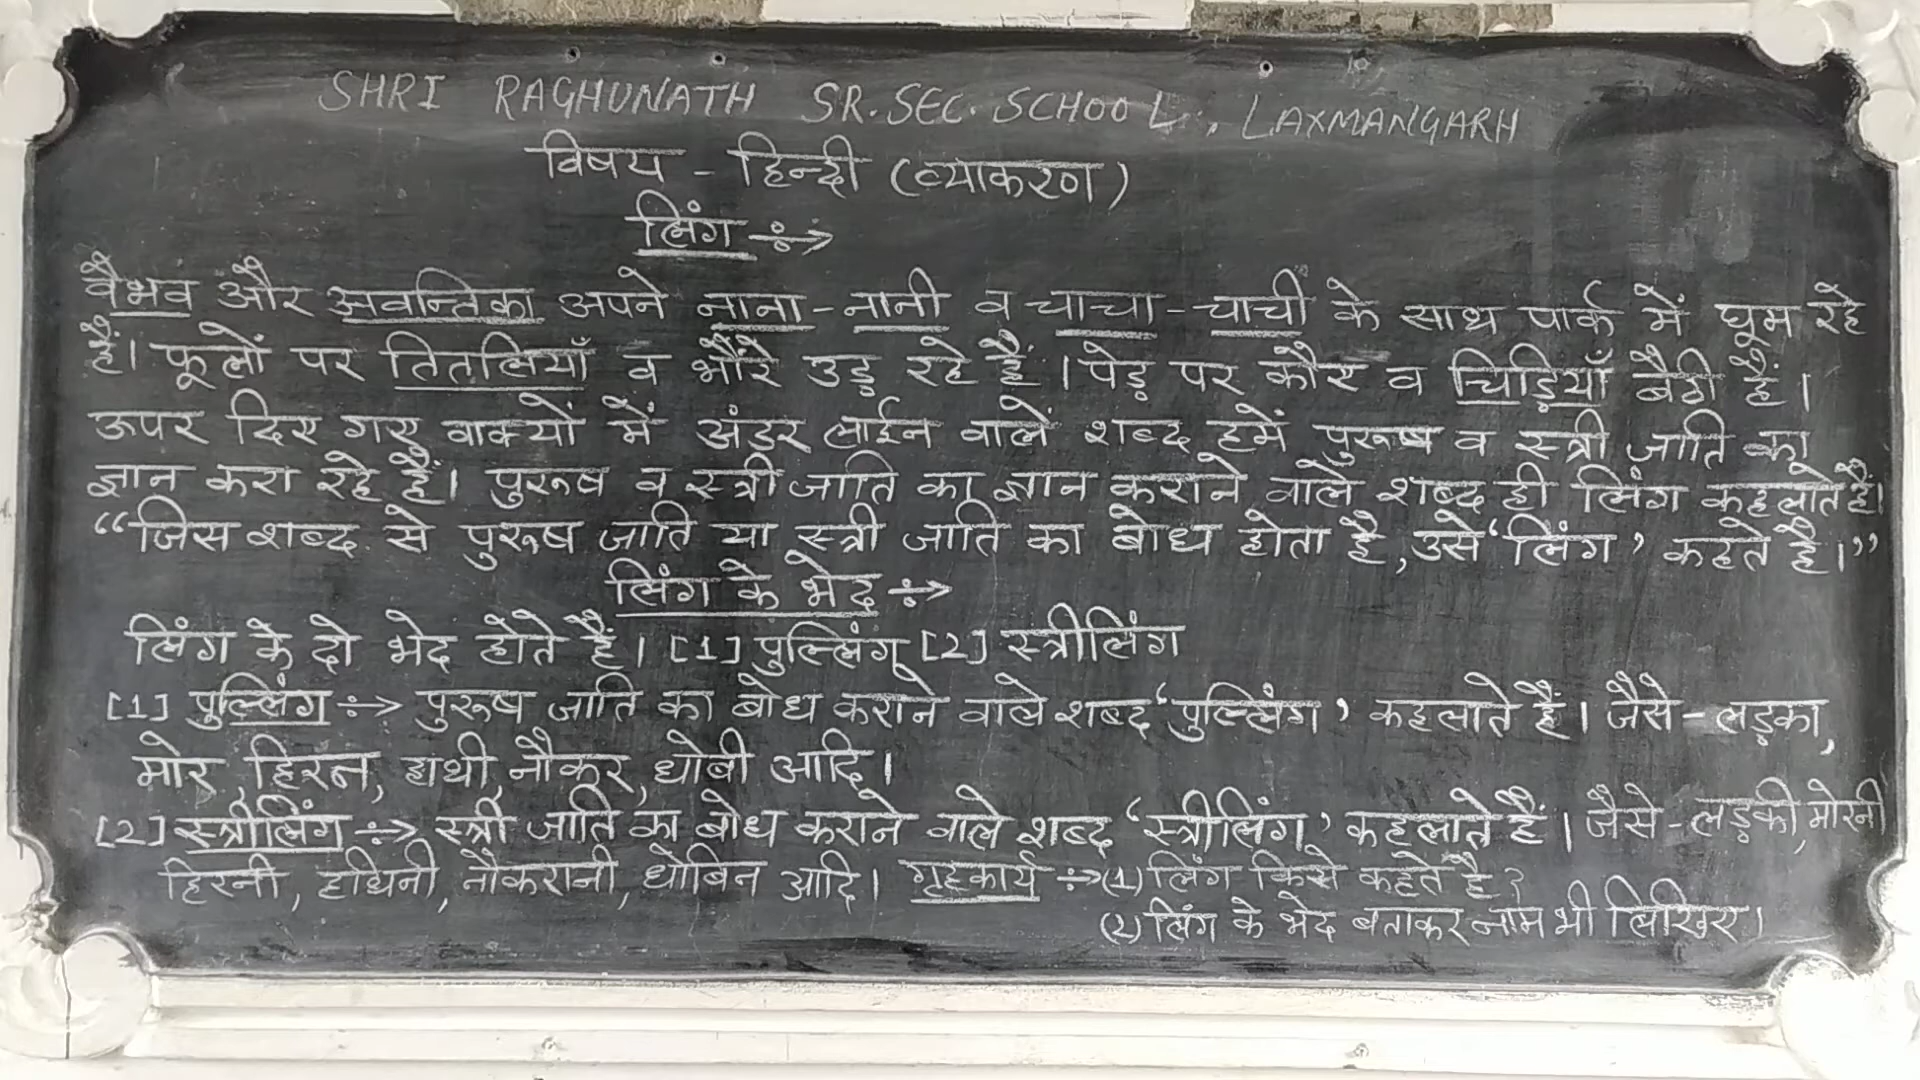 SHRI RAGHUNATH SR. SEC. SCHOOL, LAXMANGARH
विषय - हिन्दी (व्याकरण)
लिंग ÷→
वैभव और अवन्तिका अपने नाना-नानी व चाचा-चाची के साथ पार्क में घूम रहे
हैं। फूलों पर तितलियाँ व भौंरे उड़ रहे हैं। पेड़ पर कौए व चिड़ियाँ बैठी हैं।
ऊपर दिए गए वाक्यों में अंडर लाईन वाले शब्द हमें पुरूष व स्त्री जाति का
ज्ञान करा रहे हैं। पुरूष व स्त्री जाति का ज्ञान कराने वाले शब्द ही लिंग कहलाते हैं।
“जिस शब्द से पुरूष जाति या स्त्री जाति का बोध होता है, उसे ‘लिंग’ कहते हैं।”
लिंग के भेद ÷→
लिंग के दो भेद होते हैं। [1] पुल्लिंग [2] स्त्रीलिंग
[1] पुल्लिंग ÷→ पुरूष जाति का बोध कराने वाले शब्द ‘पुल्लिंग’ कहलाते हैं। जैसे - लड़का,
मोर, हिरन, हाथी, नौकर, धोबी आदि।
[2] स्त्रीलिंग ÷→ स्त्री जाति का बोध कराने वाले शब्द ‘स्त्रीलिंग’ कहलाते हैं। जैसे - लड़की, मोरनी
हिरनी, हथिनी, नौकरानी, धोबिन आदि। गृहकार्य ÷→ (1) लिंग किसे कहते है?
(2) लिंग के भेद बताकर नाम भी लिखिए।